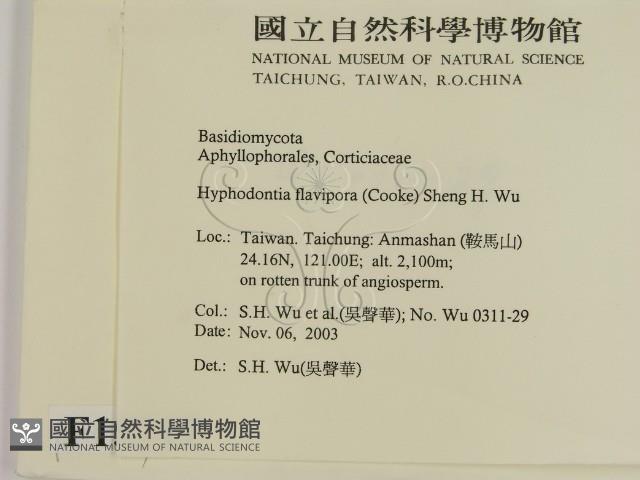 國立自然科學博物館
NATIONAL MUSEUM OF NATURAL SCIENCE
TAICHUNG, TAIWAN, R.O.CHINA
Basidiomycota
Aphyllophorales, Corticiaceae
Hyphodontia flavipora (Cooke) Sheng H. Wu
Loc.: Taiwan. Taichung: Anmashan (鞍馬山)
24.16N, 121.00E; alt. 2,100m;
on rotten trunk of angiosperm.
Col.: S.H. Wu et al.(吳聲華); No. Wu 0311-29
Date: Nov. 06, 2003
Det.: S.H. Wu(吳聲華)
F1
國立自然科學博物館
NATIONAL MUSEUM OF NATURAL SCIENCE